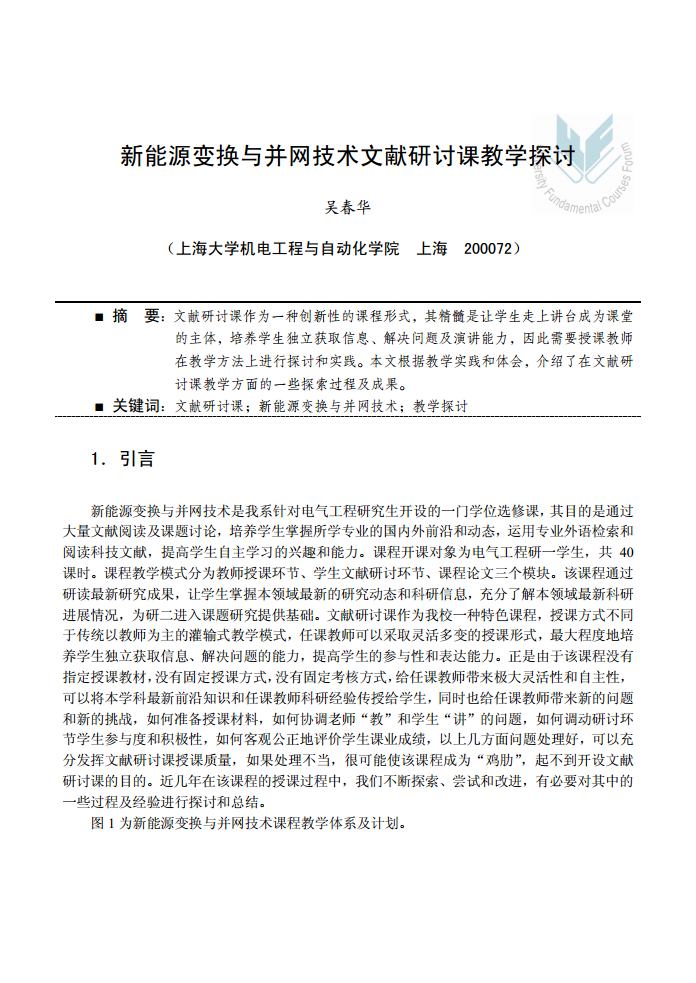 新能源变换与并网技术文献研讨课教学探讨
ersity Fundamental Courses Forum
吴春华
（上海大学机电工程与自动化学院 上海 200072）
■ 摘 要：文献研讨课作为一种创新性的课程形式，其精髓是让学生走上讲台成为课堂
的主体，培养学生独立获取信息、解决问题及演讲能力，因此需要授课教师
在教学方法上进行探讨和实践。本文根据教学实践和体会，介绍了在文献研
讨课教学方面的一些探索过程及成果。
■ 关键词：文献研讨课；新能源变换与并网技术；教学探讨
1．引言
新能源变换与并网技术是我系针对电气工程研究生开设的一门学位选修课，其目的是通过
大量文献阅读及课题讨论，培养学生掌握所学专业的国内外前沿和动态，运用专业外语检索和
阅读科技文献，提高学生自主学习的兴趣和能力。课程开课对象为电气工程研一学生，共 40
课时。课程教学模式分为教师授课环节、学生文献研讨环节、课程论文三个模块。该课程通过
研读最新研究成果，让学生掌握本领域最新的研究动态和科研信息，充分了解本领域最新科研
进展情况，为研二进入课题研究提供基础。文献研讨课作为我校一种特色课程，授课方式不同
于传统以教师为主的灌输式教学模式，任课教师可以采取灵活多变的授课形式，最大程度地培
养学生独立获取信息、解决问题的能力，提高学生的参与性和表达能力。正是由于该课程没有
指定授课教材，没有固定授课方式，没有固定考核方式，给任课教师带来极大灵活性和自主性，
可以将本学科最新前沿知识和任课教师科研经验传授给学生，同时也给任课教师带来新的问题
和新的挑战，如何准备授课材料，如何协调老师“教”和学生“讲”的问题，如何调动研讨环
节学生参与度和积极性，如何客观公正地评价学生课业成绩，以上几方面问题处理好，可以充
分发挥文献研讨课授课质量，如果处理不当，很可能使该课程成为“鸡肋”，起不到开设文献
研讨课的目的。近几年在该课程的授课过程中，我们不断探索、尝试和改进，有必要对其中的
一些过程及经验进行探讨和总结。
图 1 为新能源变换与并网技术课程教学体系及计划。